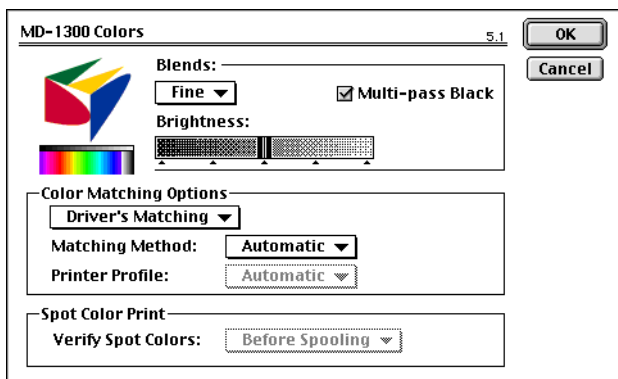 MD-1300 Colors 5.1
OK
Cancel
Blends:
Fine
Multi-pass Black
Brightness:
Color Matching Options
Driver's Matching
Matching Method: Automatic
Printer Profile: Automatic
Spot Color Print
Verify Spot Colors: Before Spooling